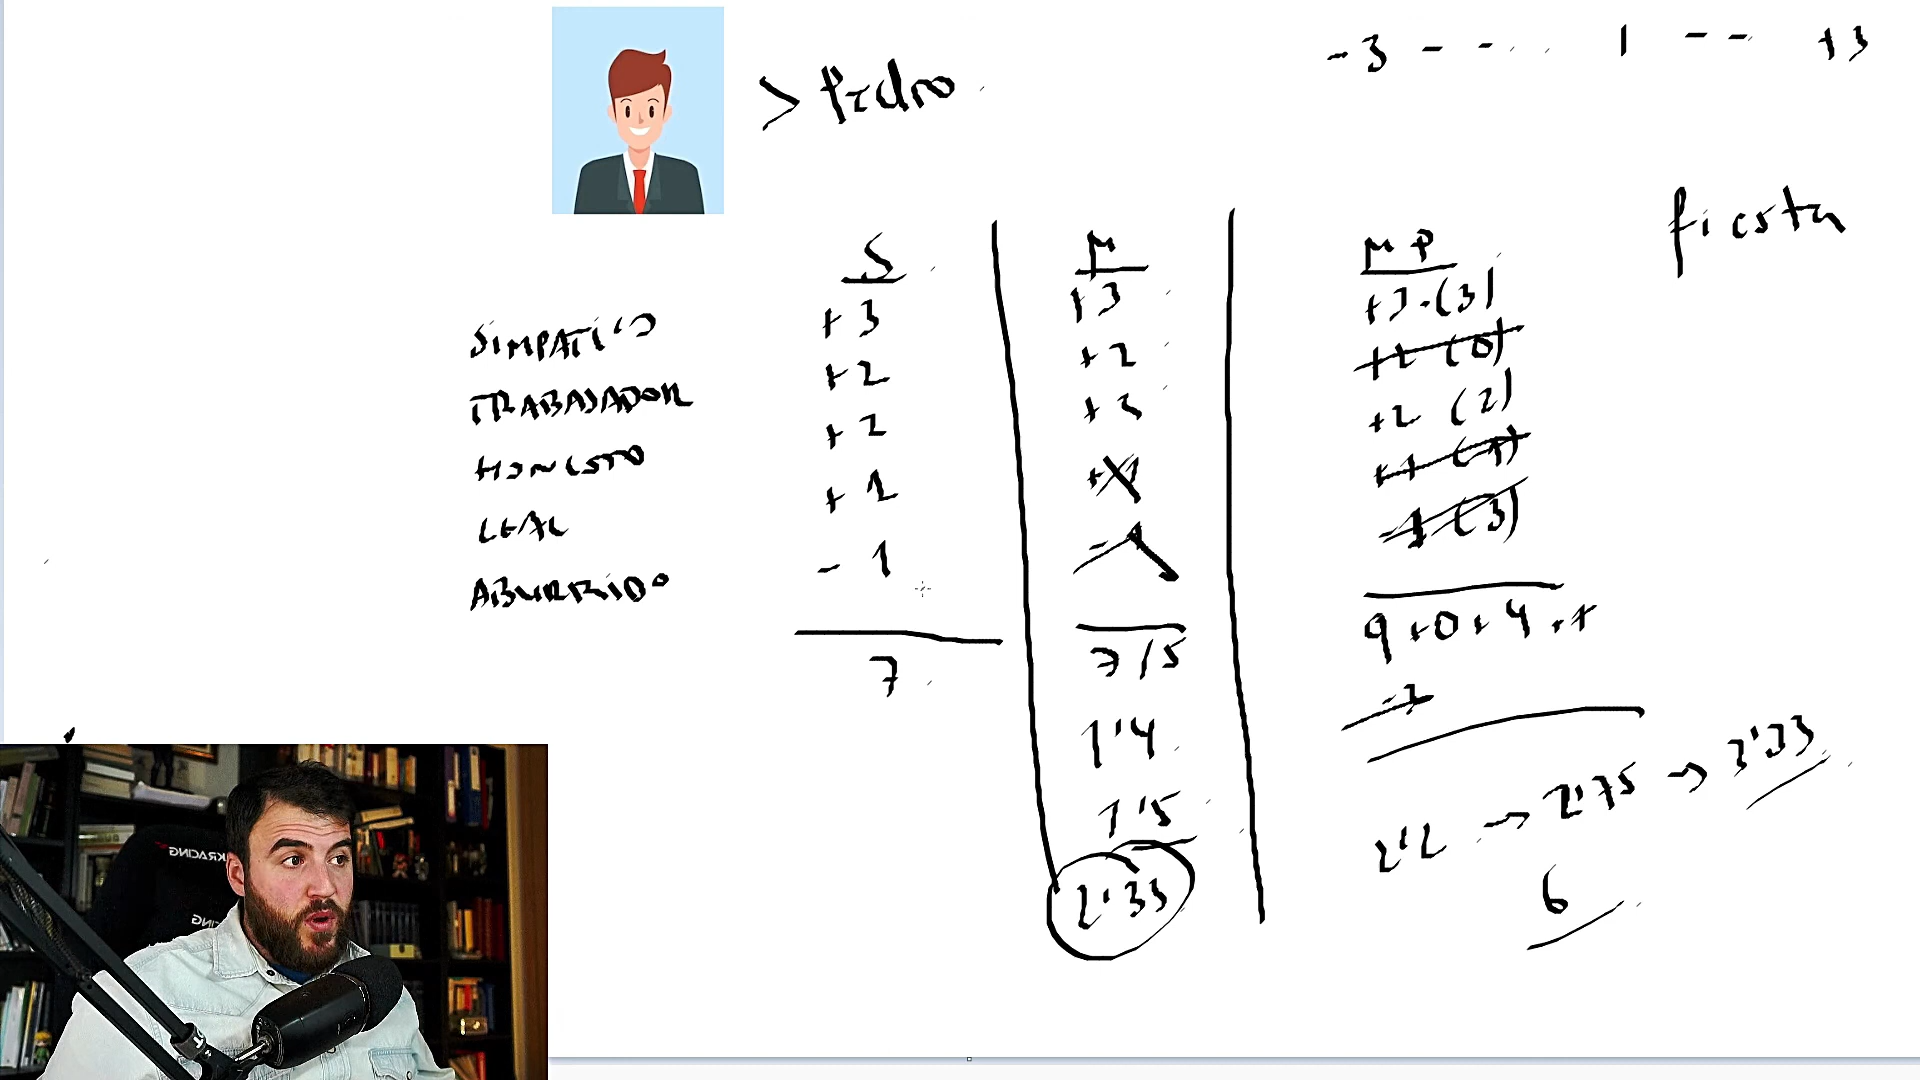 -3 - - 1 - - +3
> Pedro
fiesta
S M MP
+3 +3 +3·(3)
SIMPATICO
+2 +2 +2 (0)
TRABAJADOR
+2 +3 +2 (2)
HONESTO
+1 +1 +1 (1)
LEAL
-1 -1 -1 (3)
ABURRIDO
7 7/5 9+0+4
1'4
1'5 2'2 → 2'75 →
2'33 6
RACING